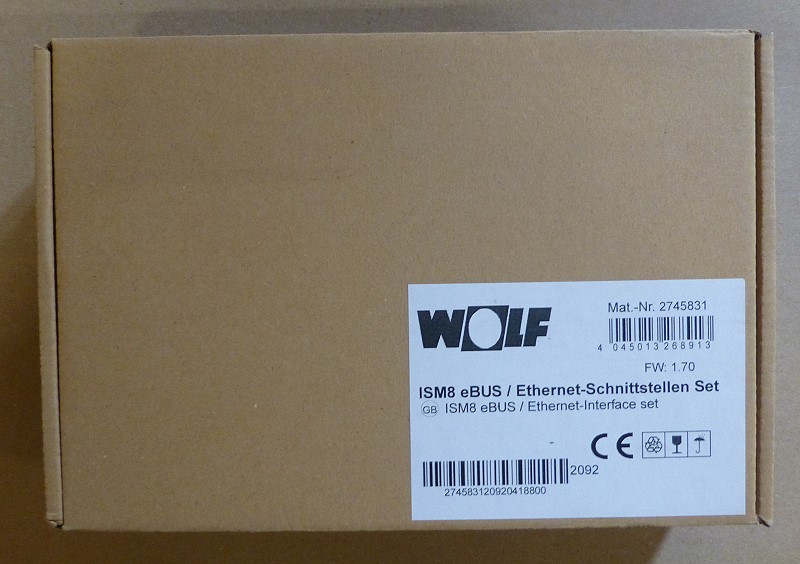 WOLF
Mat.-Nr. 2745831
4 045013 268913
FW: 1.70
ISM8 eBUS / Ethernet-Schnittstellen Set
GB ISM8 eBUS / Ethernet-Interface set
CE
2092
274583120920418800